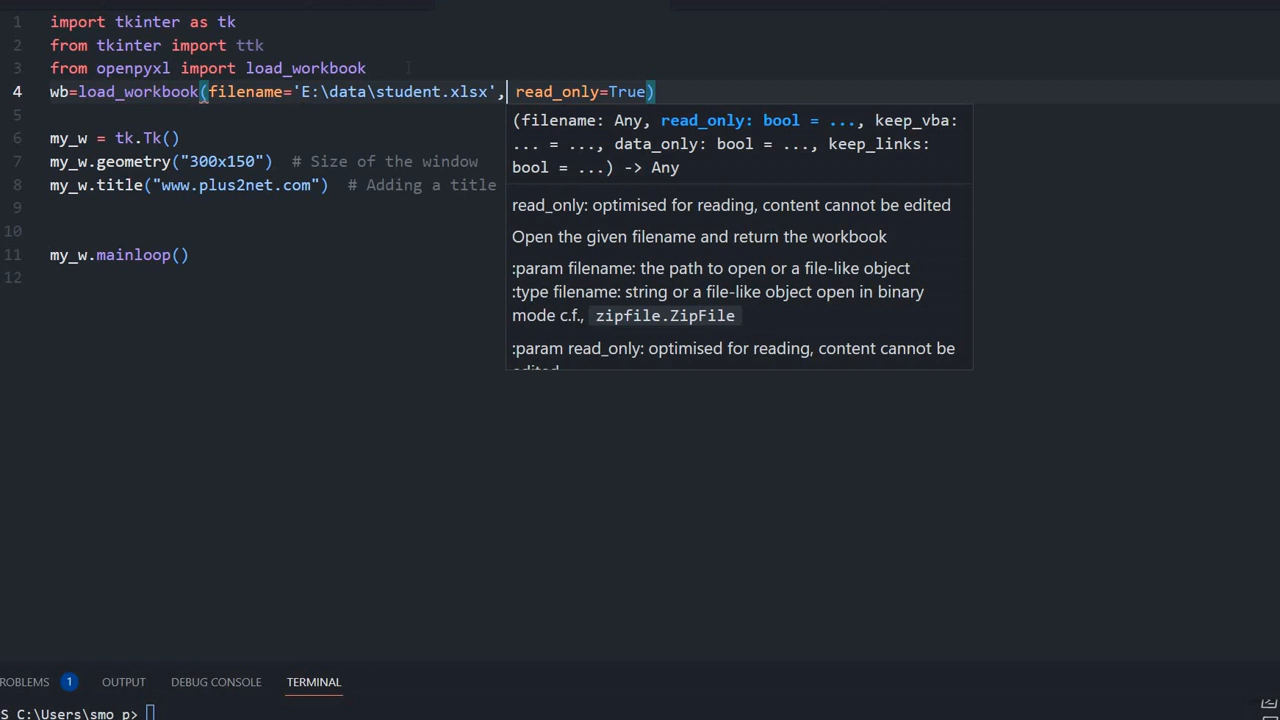 1 import tkinter as tk
2 from tkinter import ttk
3 from openpyxl import load_workbook
4 wb=load_workbook(filename='E:\data\student.xlsx', read_only=True)
5 (filename: Any, read_only: bool = ..., keep_vba:
6 my_w = tk.Tk() ... = ..., data_only: bool = ..., keep_links:
7 my_w.geometry("300x150")  # Size of the window bool = ...) -> Any
8 my_w.title("www.plus2net.com")  # Adding a title
9 read_only: optimised for reading, content cannot be edited
10 Open the given filename and return the workbook
11 my_w.mainloop() :param filename: the path to open or a file-like object
12 :type filename: string or a file-like object open in binary
mode c.f., zipfile.ZipFile
:param read_only: optimised for reading, content cannot be
edited
ROBLEMS 1 OUTPUT DEBUG CONSOLE TERMINAL
S C:\Users\smo_p>